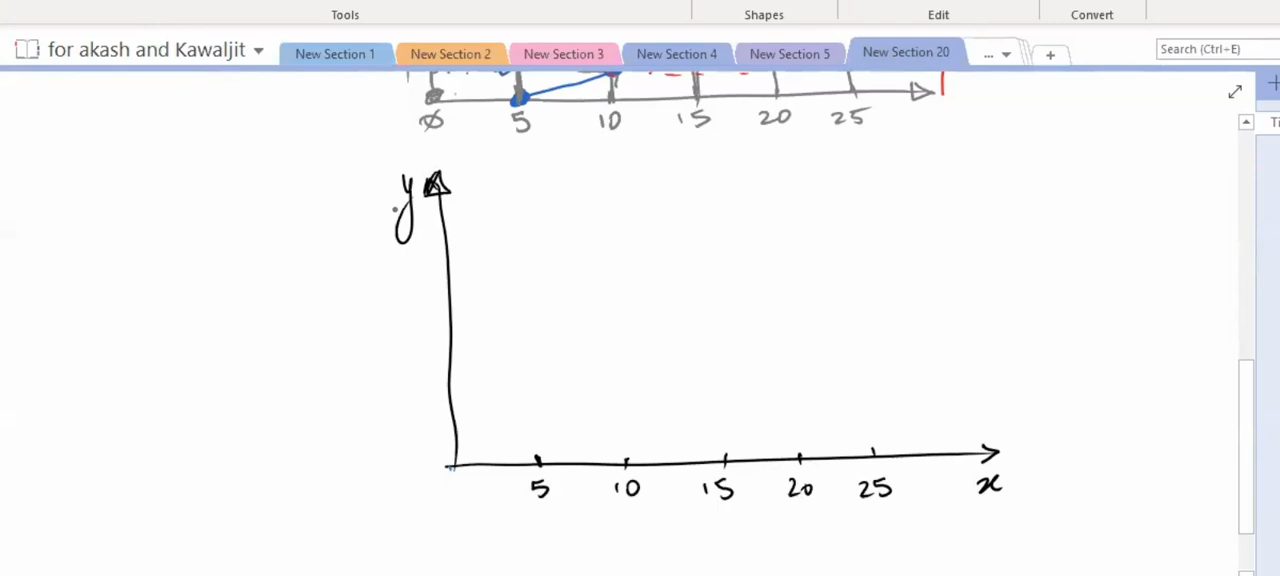 Tools Shapes Edit Convert
for akash and Kawaljit New Section 1 New Section 2 New Section 3 New Section 4 New Section 5 New Section 20 ... Search (Ctrl+E)
0 5 10 15 20 25
y
5 10 15 20 25 x